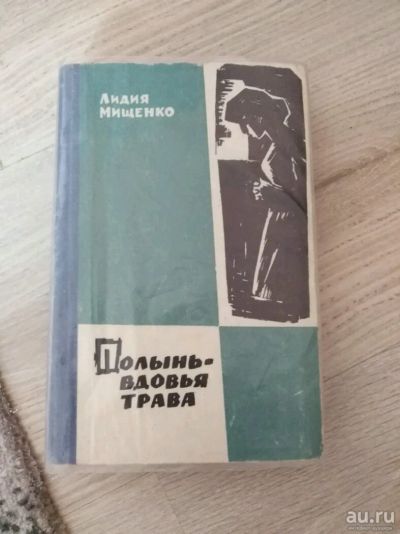 Лидия
Мищенко
Полынь-
вдовья
трава
au.ru